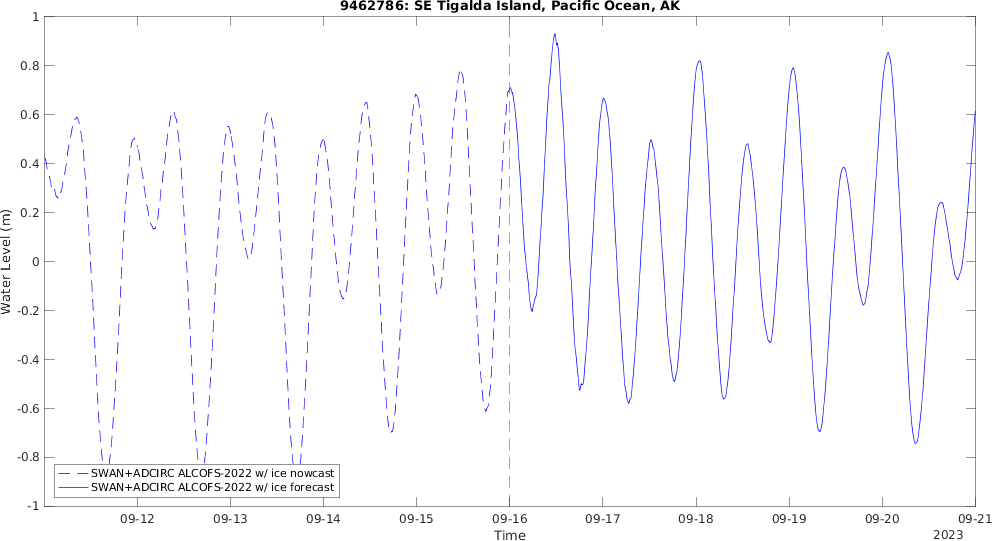 9462786: SE Tigalda Island, Pacific Ocean, AK
1
0.8
0.6
0.4
0.2
0
-0.2
-0.4
-0.6
-0.8
-1
Water Level (m)
SWAN+ADCIRC ALCOFS-2022 w/ ice nowcast
SWAN+ADCIRC ALCOFS-2022 w/ ice forecast
09-12 09-13 09-14 09-15 09-16 09-17 09-18 09-19 09-20 09-21
Time
2023